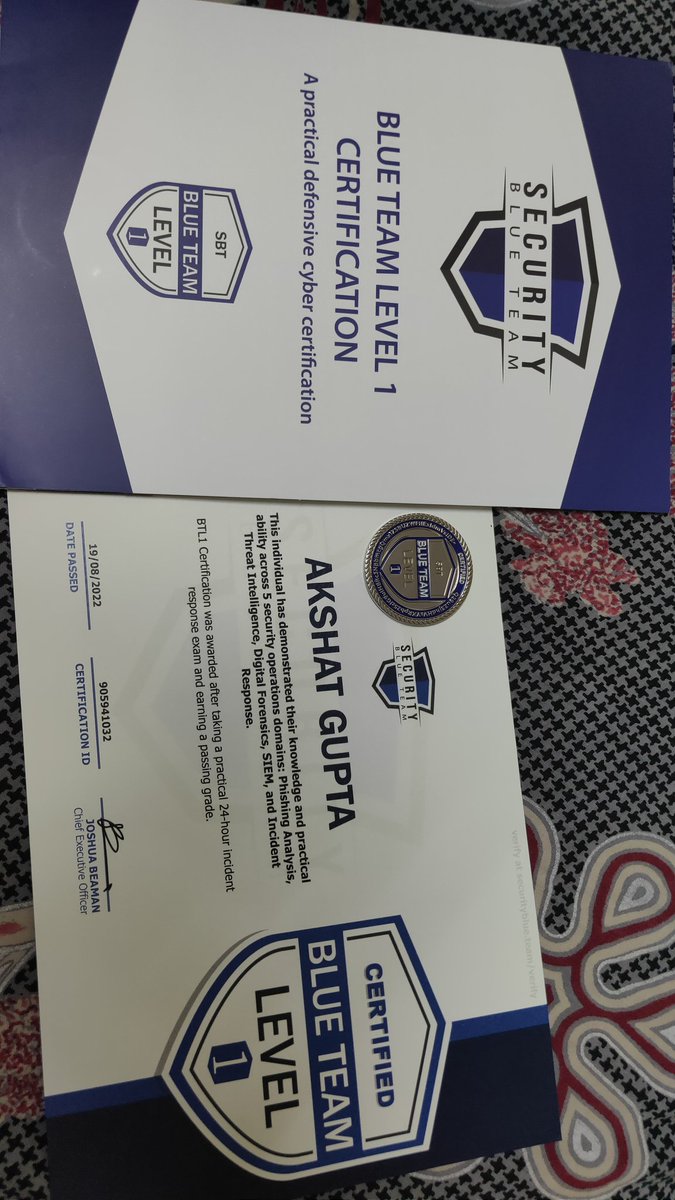 SECURITY
BLUE TEAM
BLUE TEAM LEVEL 1
CERTIFICATION
A practical defensive cyber certification
SBT
BLUE TEAM
LEVEL
1
CERTIFIED
SBT
BLUE TEAM
LEVEL
1
SECURITY
BLUE TEAM
AKSHAT GUPTA
This individual has demonstrated their knowledge and practical
ability across 5 security operations domains: Phishing Analysis,
Threat Intelligence, Digital Forensics, SIEM, and Incident
Response.
BTL1 Certification was awarded after taking a practical 24-hour incident
response exam and earning a passing grade.
19/08/2022
DATE PASSED
905941032
CERTIFICATION ID
JOSHUA BEAMAN
Chief Executive Officer
verify at securityblue.team/verify
CERTIFIED
BLUE TEAM
LEVEL
1